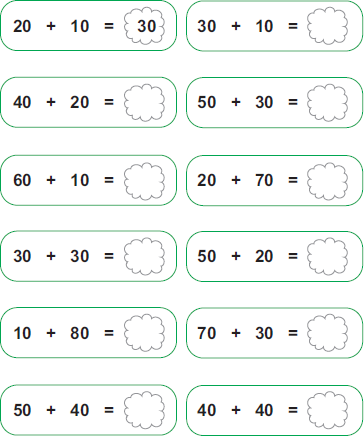 20 + 10 = 30
30 + 10 =
40 + 20 =
50 + 30 =
60 + 10 =
20 + 70 =
30 + 30 =
50 + 20 =
10 + 80 =
70 + 30 =
50 + 40 =
40 + 40 =